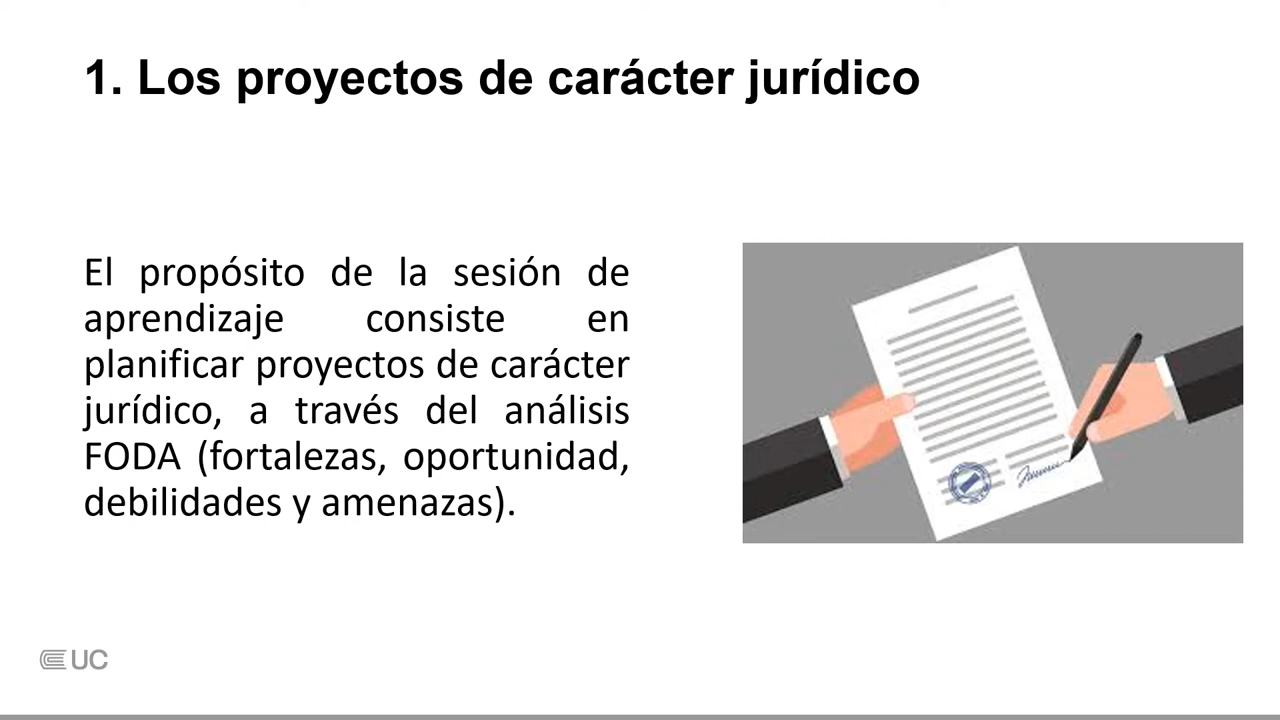 1. Los proyectos de carácter jurídico
El propósito de la sesión de
aprendizaje consiste en
planificar proyectos de carácter
jurídico, a través del análisis
FODA (fortalezas, oportunidad,
debilidades y amenazas).
UC